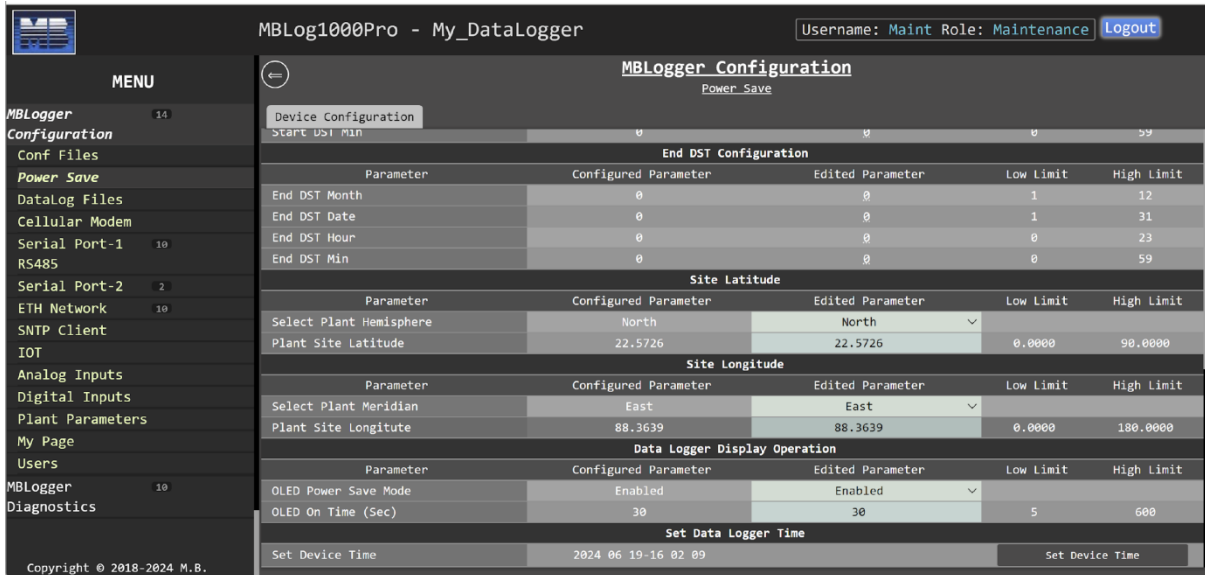 MB
MBLog1000Pro - My_DataLogger
Username: Maint Role: Maintenance Logout
MENU
MBLogger 14
Configuration
Conf Files
Power Save
DataLog Files
Cellular Modem
Serial Port-1 10
RS485
Serial Port-2 2
ETH Network 10
SNTP Client
IOT
Analog Inputs
Digital Inputs
Plant Parameters
My Page
Users
MBLogger 10
Diagnostics
Copyright © 2018-2024 M.B.
MBLogger Configuration
Power Save
Device Configuration
Start DST Min 0 0 0 59
End DST Configuration
Parameter Configured Parameter Edited Parameter Low Limit High Limit
End DST Month 0 0 1 12
End DST Date 0 0 1 31
End DST Hour 0 0 0 23
End DST Min 0 0 0 59
Site Latitude
Parameter Configured Parameter Edited Parameter Low Limit High Limit
Select Plant Hemisphere North North
Plant Site Latitude 22.5726 22.5726 0.0000 90.0000
Site Longitude
Parameter Configured Parameter Edited Parameter Low Limit High Limit
Select Plant Meridian East East
Plant Site Longitute 88.3639 88.3639 0.0000 180.0000
Data Logger Display Operation
Parameter Configured Parameter Edited Parameter Low Limit High Limit
OLED Power Save Mode Enabled Enabled
OLED On Time (Sec) 30 30 5 600
Set Data Logger Time
Set Device Time 2024 06 19-16 02 09 Set Device Time